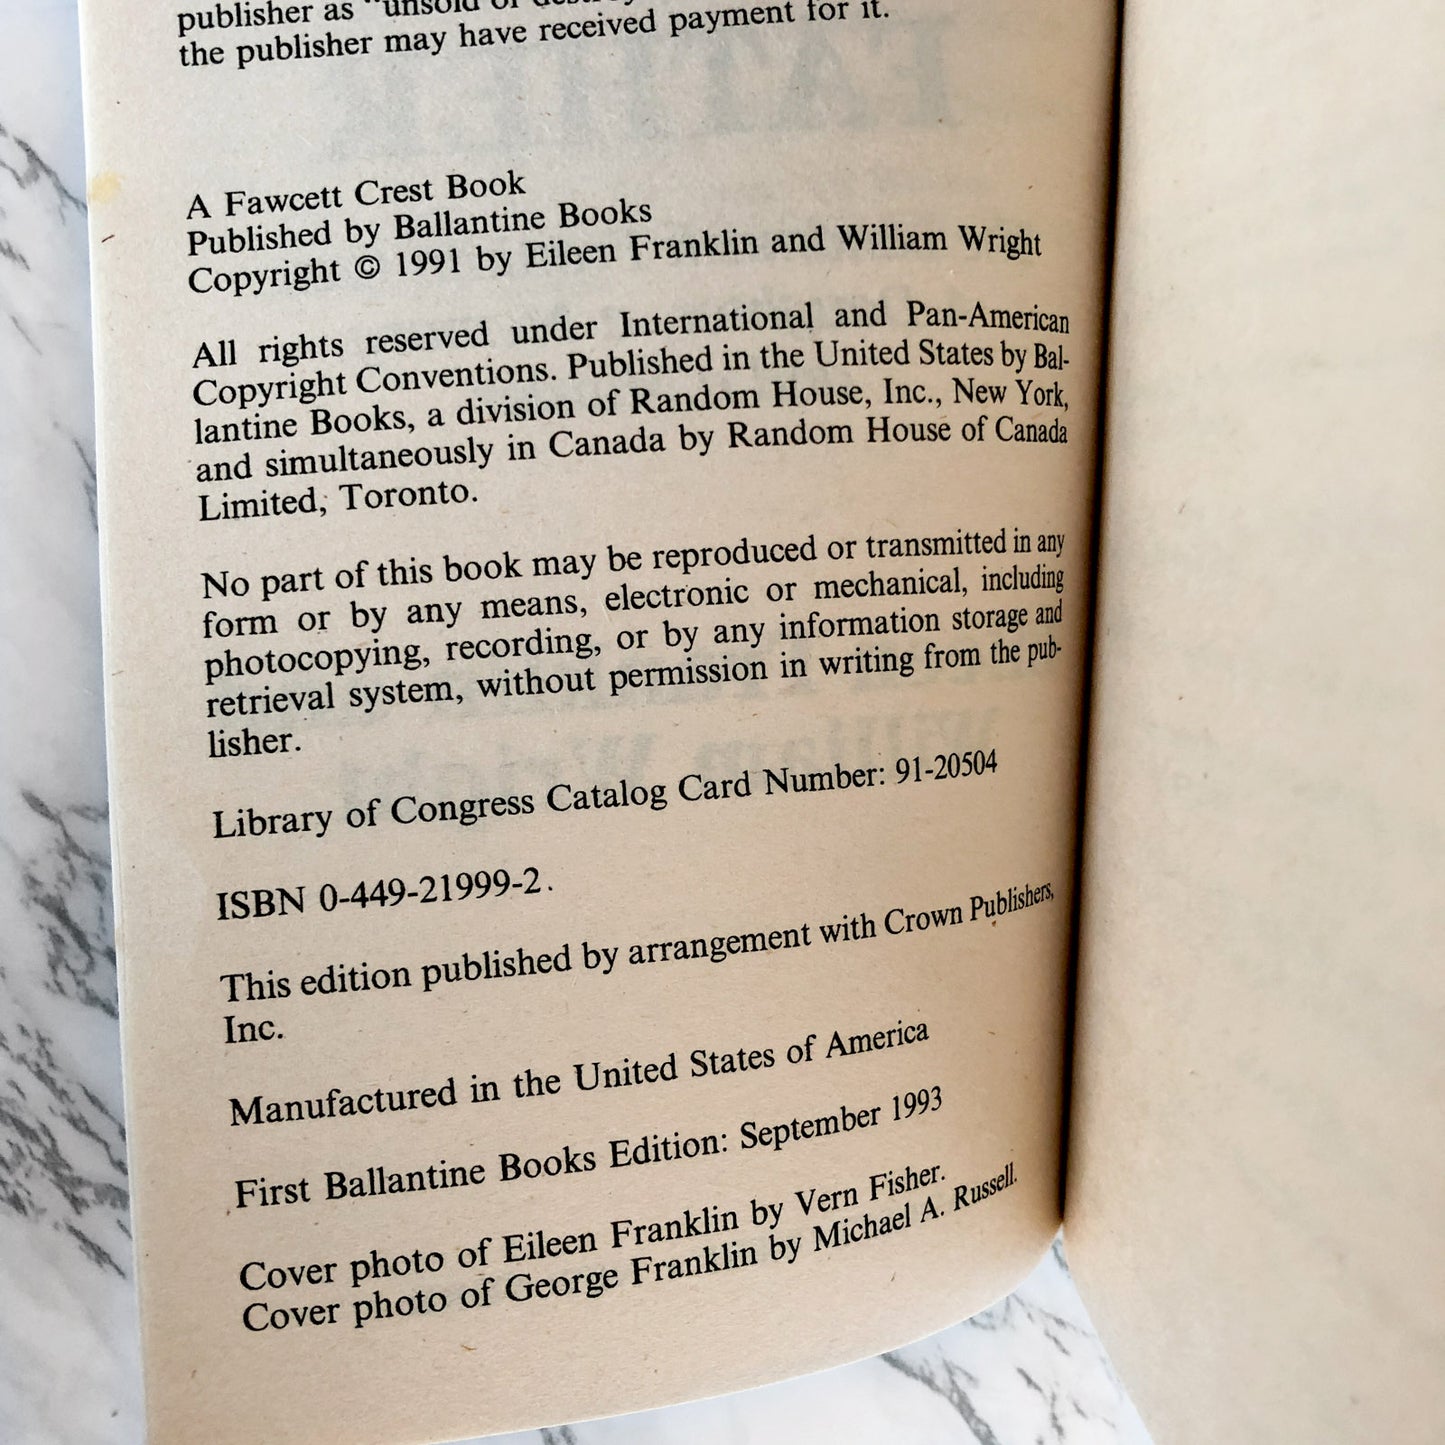 publisher as "unsold or
the publisher may have received payment for it.
A Fawcett Crest Book
Published by Ballantine Books
Copyright © 1991 by Eileen Franklin and William Wright
All rights reserved under International and Pan-American
Copyright Conventions. Published in the United States by Bal-
lantine Books, a division of Random House, Inc., New York,
and simultaneously in Canada by Random House of Canada
Limited, Toronto.
No part of this book may be reproduced or transmitted in any
form or by any means, electronic or mechanical, including
photocopying, recording, or by any information storage and
retrieval system, without permission in writing from the pub-
lisher.
Library of Congress Catalog Card Number: 91-20504
ISBN 0-449-21999-2.
This edition published by arrangement with Crown Publishers,
Inc.
Manufactured in the United States of America
First Ballantine Books Edition: September 1993
Cover photo of Eileen Franklin by Vern Fisher.
Cover photo of George Franklin by Michael A. Russell.